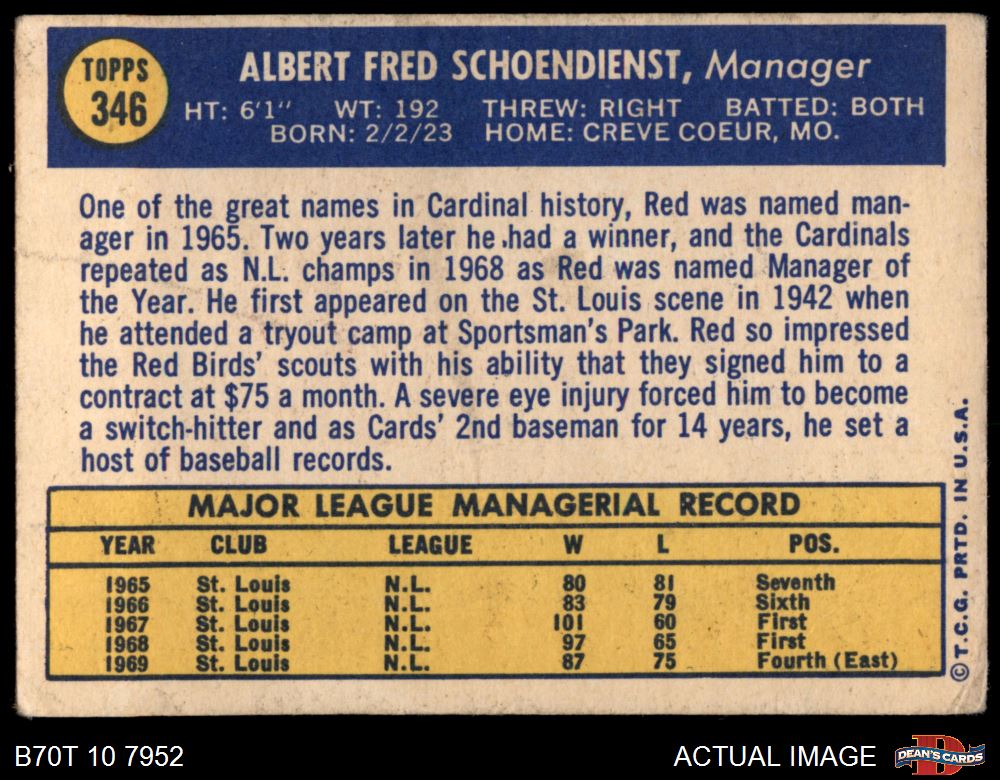 TOPPS
346
ALBERT FRED SCHOENDIENST, Manager
HT: 6'1" WT: 192 THREW: RIGHT BATTED: BOTH
BORN: 2/2/23 HOME: CREVE COEUR, MO.
One of the great names in Cardinal history, Red was named man-
ager in 1965. Two years later he had a winner, and the Cardinals
repeated as N.L. champs in 1968 as Red was named Manager of
the Year. He first appeared on the St. Louis scene in 1942 when
he attended a tryout camp at Sportsman's Park. Red so impressed
the Red Birds' scouts with his ability that they signed him to a
contract at $75 a month. A severe eye injury forced him to become
a switch-hitter and as Cards' 2nd baseman for 14 years, he set a
host of baseball records.
MAJOR LEAGUE MANAGERIAL RECORD
YEAR CLUB LEAGUE W L POS.
1965 St. Louis N.L. 80 81 Seventh
1966 St. Louis N.L. 83 79 Sixth
1967 St. Louis N.L. 101 60 First
1968 St. Louis N.L. 97 65 First
1969 St. Louis N.L. 87 75 Fourth (East)
© T.C.G. PRTD. IN U.S.A.
B70T 10 7952
ACTUAL IMAGE
D
DEAN'S CARDS